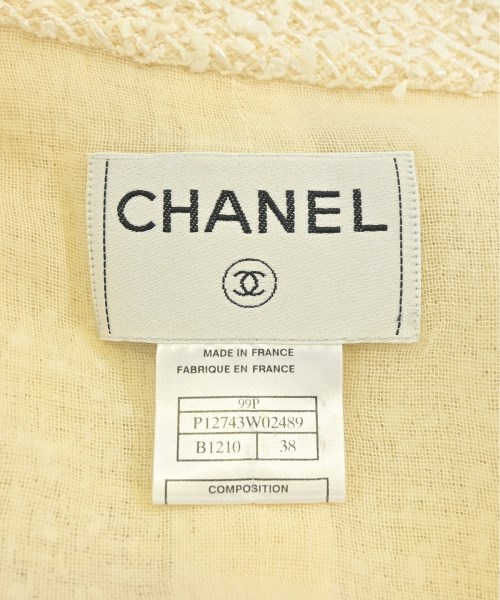 CHANEL
MADE IN FRANCE
FABRIQUE EN FRANCE
99P
P12743W02489
B1210 38
COMPOSITION